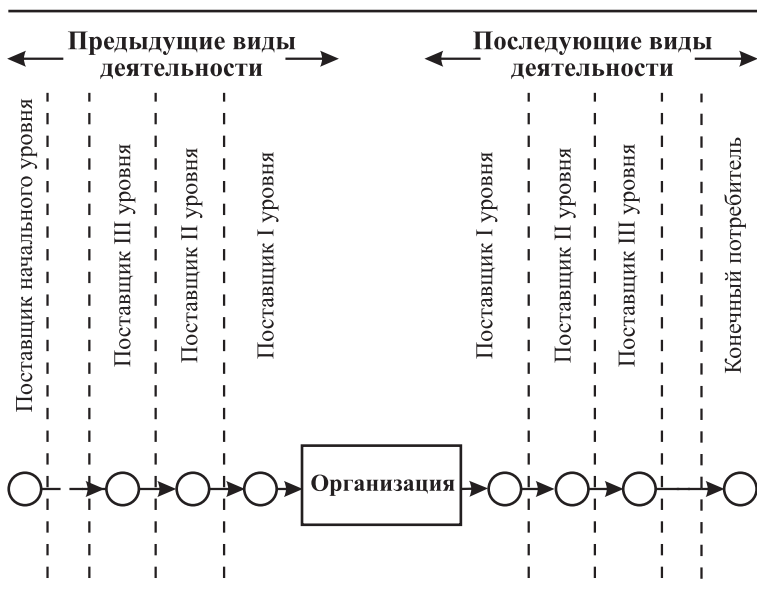 Предыдущие виды
деятельности
Последующие виды
деятельности
Поставщик начального уровня
Поставщик III уровня
Поставщик II уровня
Поставщик I уровня
Поставщик I уровня
Поставщик II уровня
Поставщик III уровня
Конечный потребитель
Организация